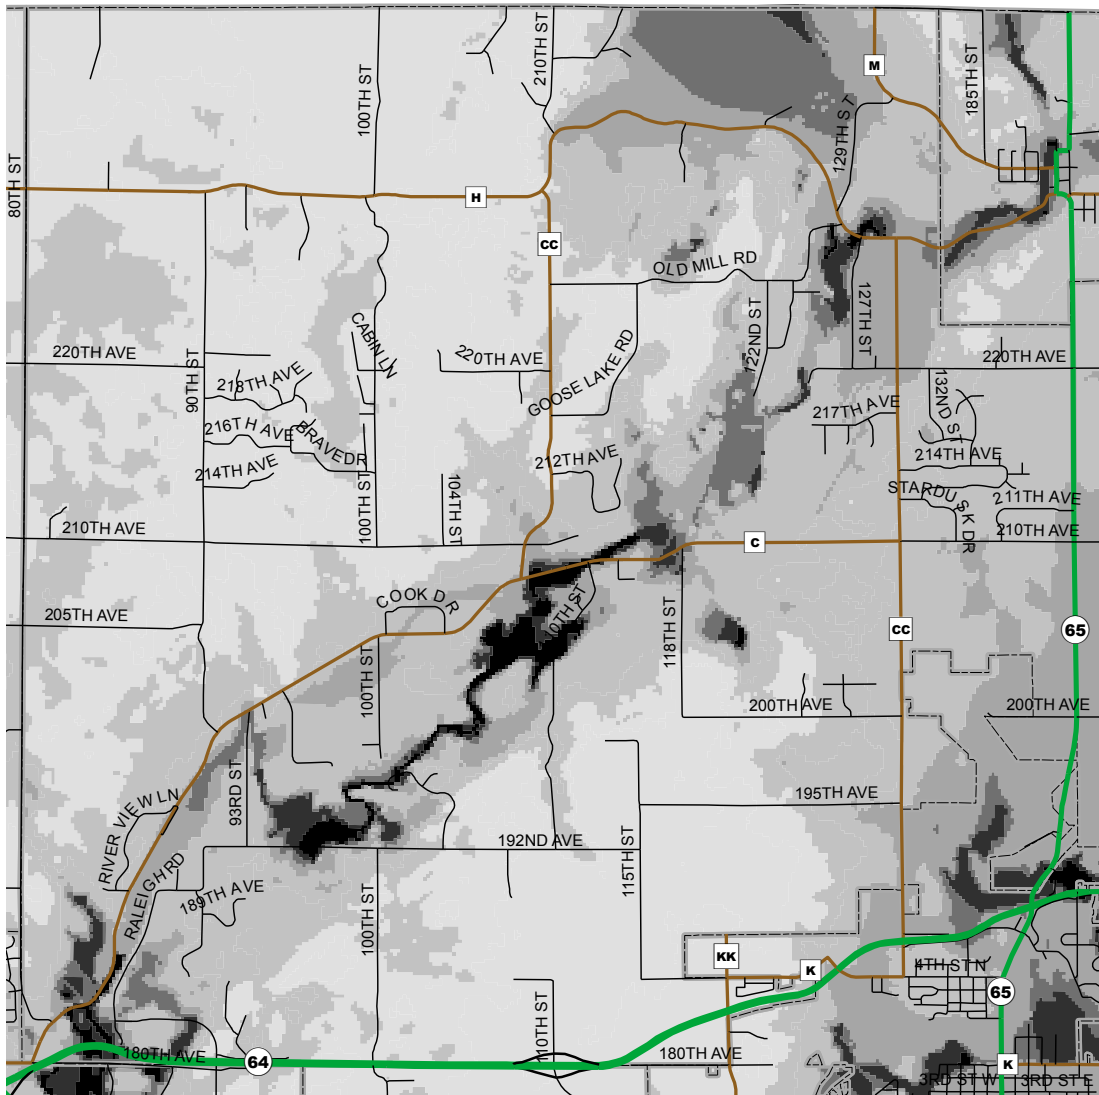 210TH ST
M
185TH ST
100TH ST
129TH ST
80TH ST
H
CC
OLD MILL RD
127TH ST
122ND ST
CABIN LN
GOOSE LAKE RD
220TH AVE
220TH AVE
220TH AVE
90TH ST
218TH AVE
132ND ST
217TH AVE
216TH AVE
BRAVE DR
214TH AVE
212TH AVE
214TH AVE
100TH ST
104TH ST
STARDUSK DR
211TH AVE
210TH AVE
210TH AVE
C
205TH AVE
COOK DR
10TH ST
118TH ST
CC
65
100TH ST
200TH AVE
200TH AVE
93RD ST
195TH AVE
RIVER VIEW LN
192ND AVE
115TH ST
RALEIGH RD
189TH AVE
100TH ST
KK
K
4TH ST N
65
110TH ST
180TH AVE
64
180TH AVE
K
3RD ST W
3RD ST E